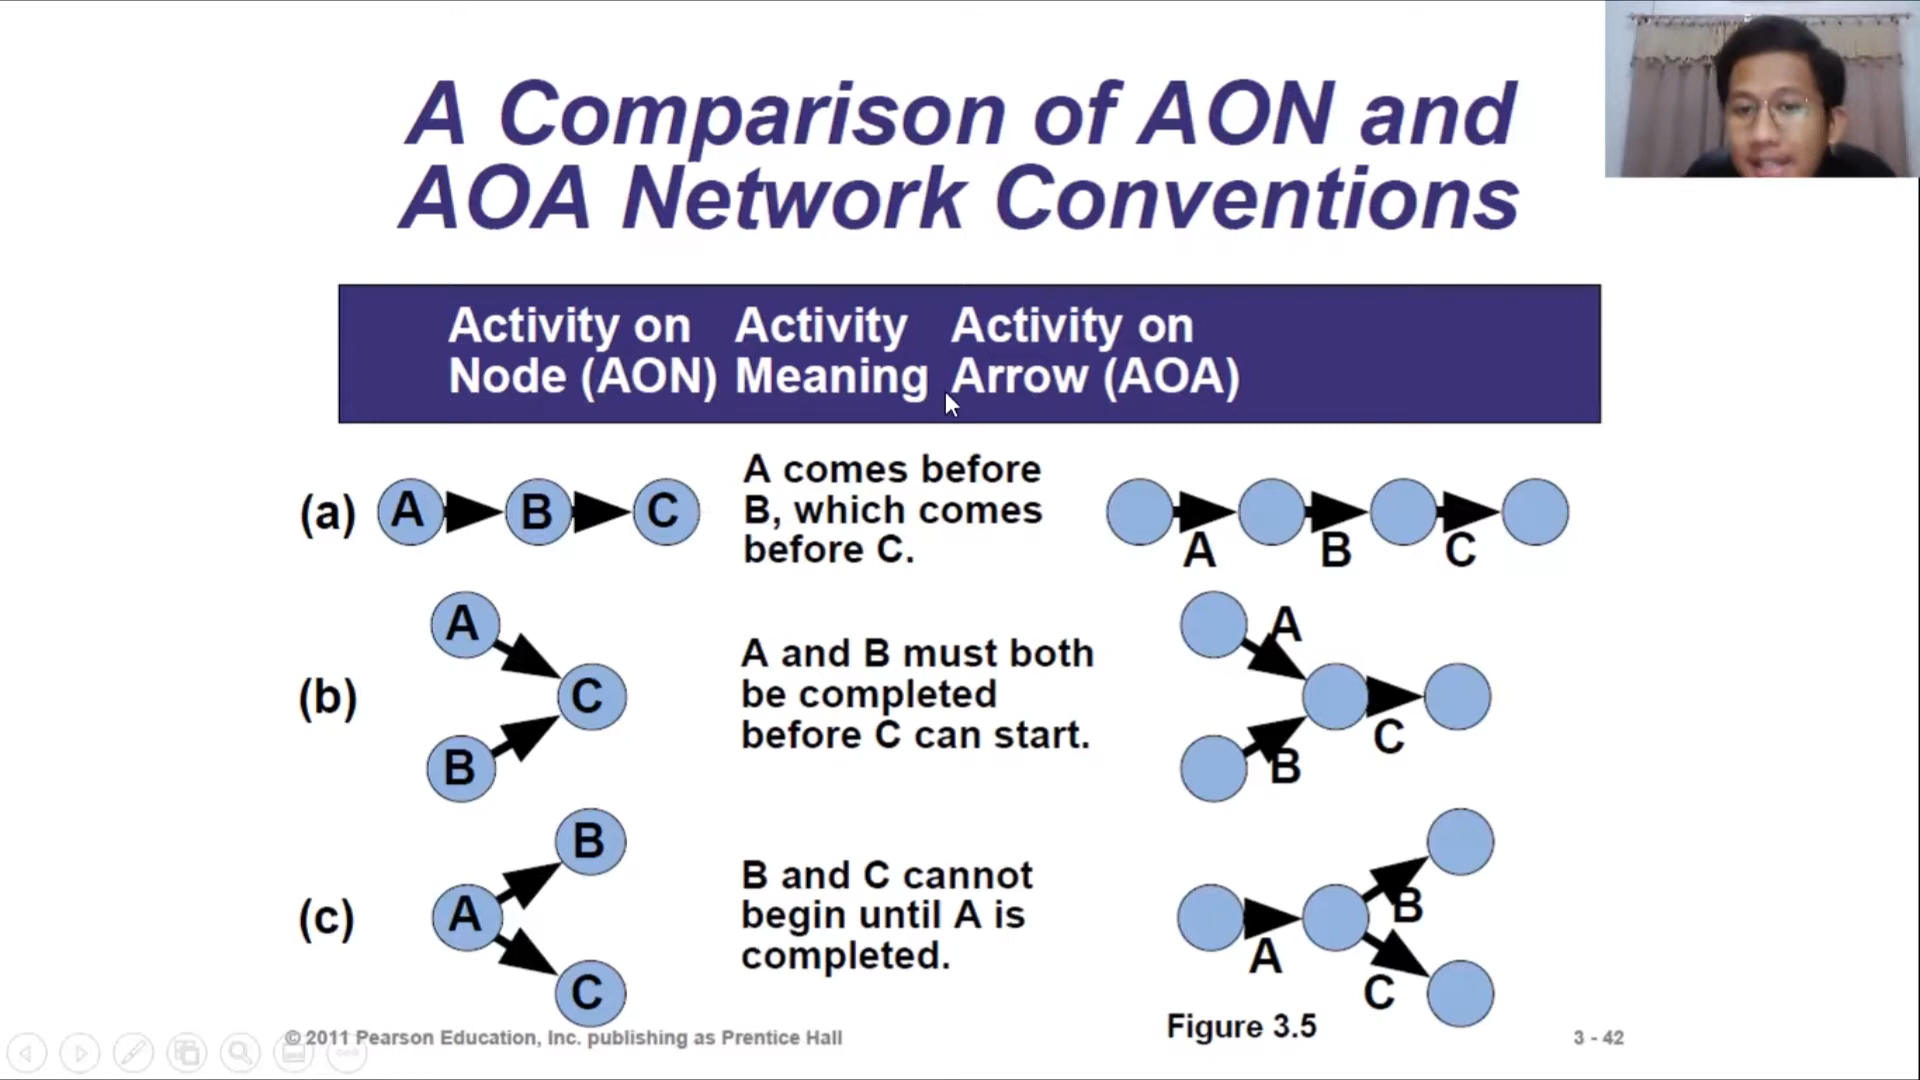 A Comparison of AON and
AOA Network Conventions
Activity on
Node (AON)
Activity
Meaning
Activity on
Arrow (AOA)
(a)
A
B
C
A comes before
B, which comes
before C.
A
B
C
(b)
A
B
C
A and B must both
be completed
before C can start.
A
B
C
(c)
A
B
C
B and C cannot
begin until A is
completed.
A
B
C
Figure 3.5
© 2011 Pearson Education, Inc. publishing as Prentice Hall
3 - 42